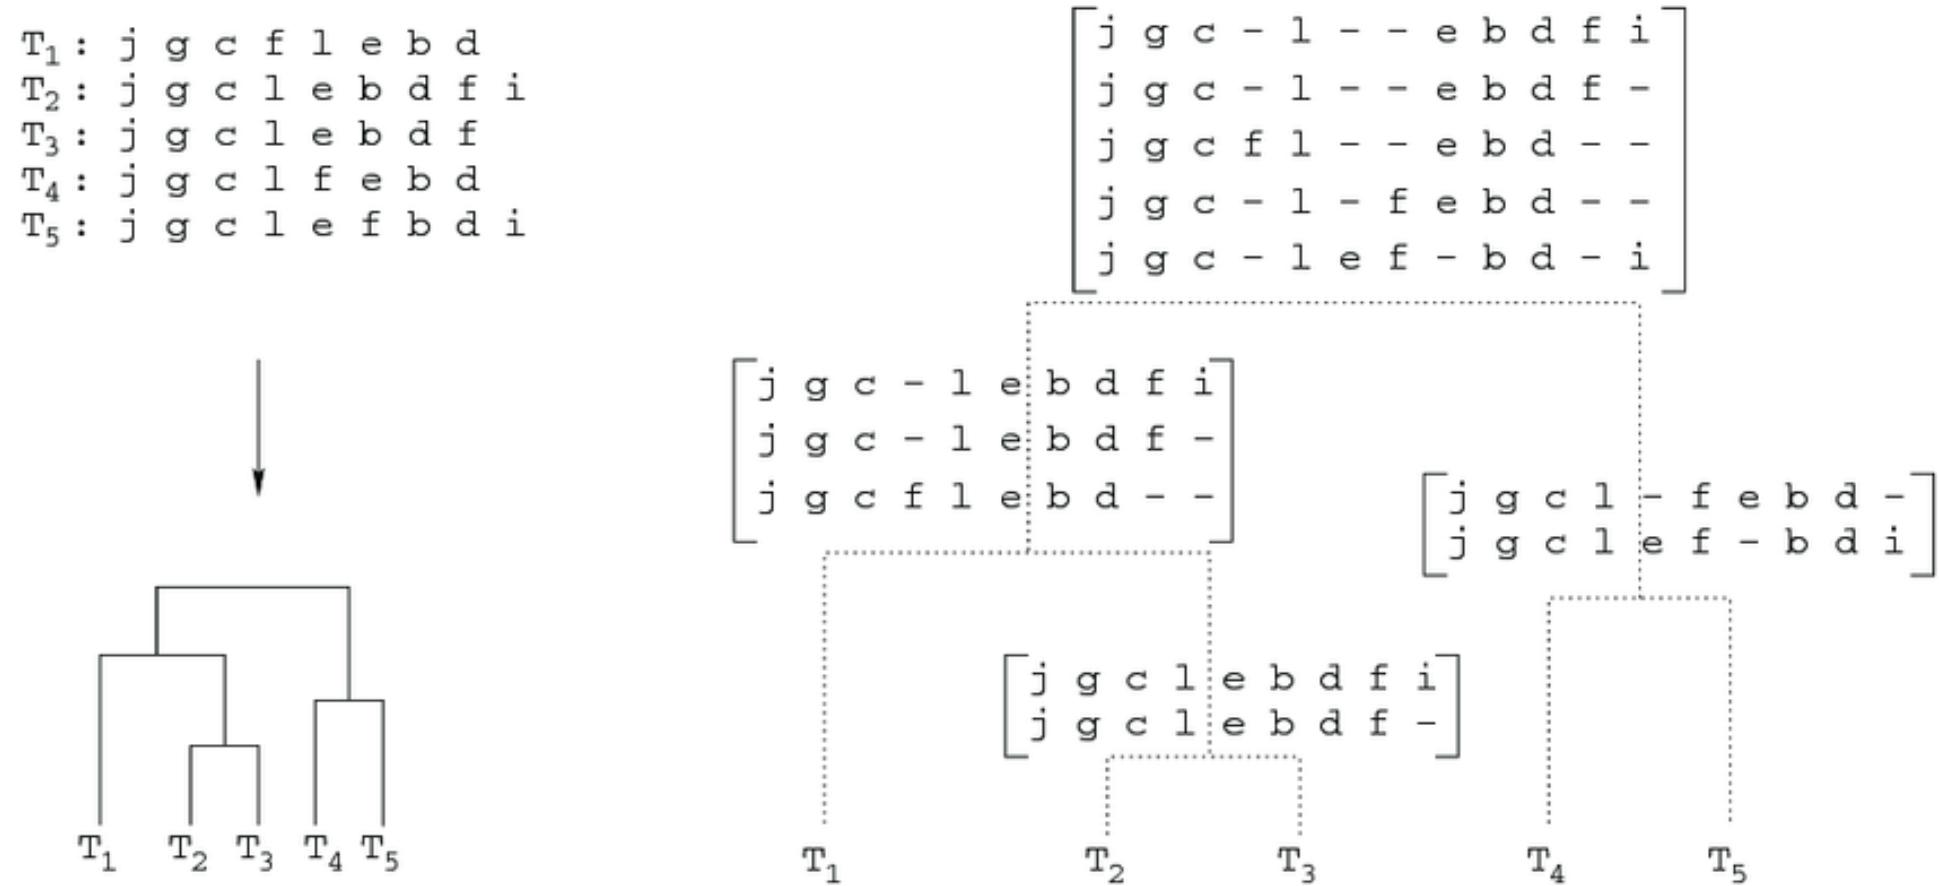 T1: j g c f l e b d
T2: j g c l e b d f i
T3: j g c l e b d f
T4: j g c l f e b d
T5: j g c l e f b d i
T1 T2 T3 T4 T5
j g c - l - - e b d f i
j g c - l - - e b d f -
j g c f l - - e b d - -
j g c - l - f e b d - -
j g c - l e f - b d - i
j g c - l e b d f i
j g c - l e b d f -
j g c f l e b d - -
j g c l - f e b d -
j g c l e f - b d i
j g c l e b d f i
j g c l e b d f -
T1 T2 T3 T4 T5